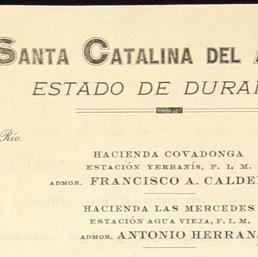 SANTA CATALINA DEL A
ESTADO DE DURA
Río.
HACIENDA COVADONGA
ESTACIÓN YERBANÍS, F. I. M.
ADMOR. FRANCISCO A. CALDE
HACIENDA LAS MERCEDES
ESTACIÓN AGUA VIEJA, F. I. M.
ADMOR. ANTONIO HERRAN